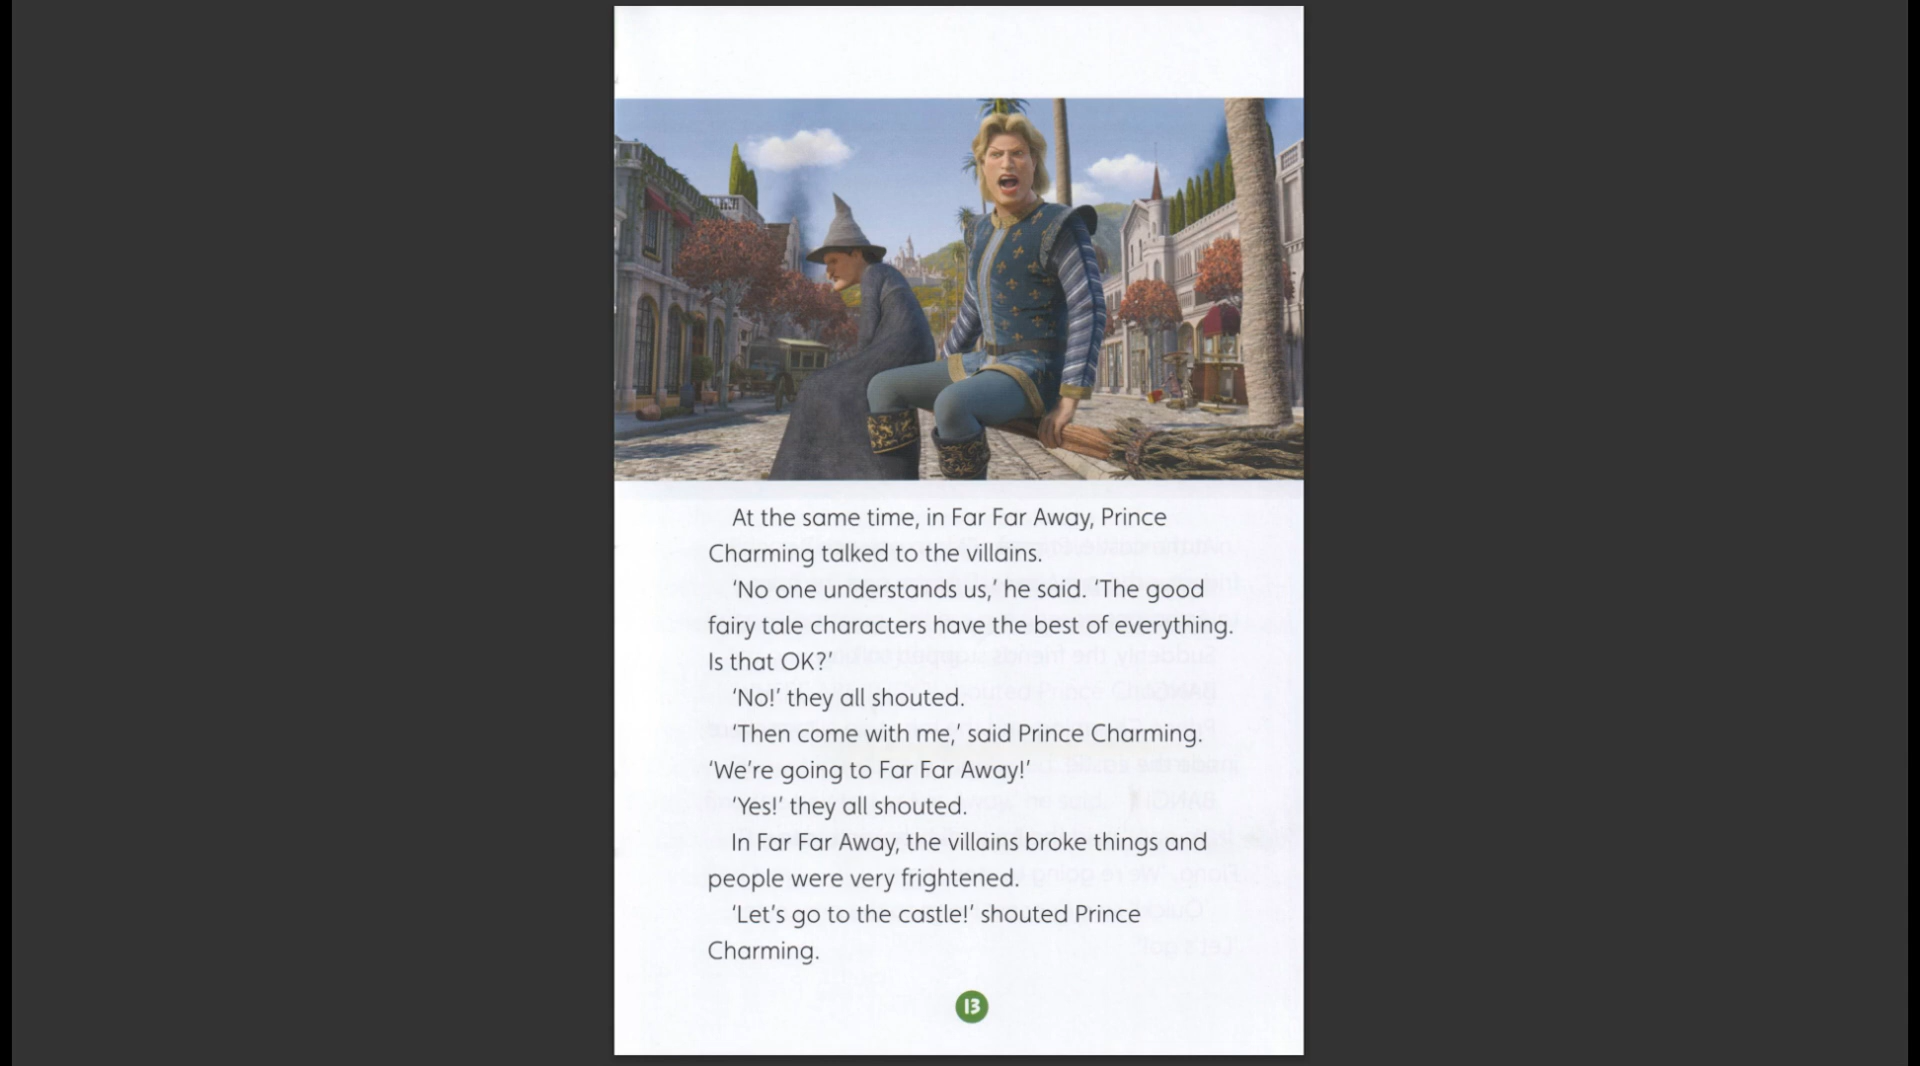 At the same time, in Far Far Away, Prince
Charming talked to the villains.
‘No one understands us,’ he said. ‘The good
fairy tale characters have the best of everything.
Is that OK?’
‘No!’ they all shouted.
‘Then come with me,’ said Prince Charming.
‘We’re going to Far Far Away!’
‘Yes!’ they all shouted.
In Far Far Away, the villains broke things and
people were very frightened.
‘Let’s go to the castle!’ shouted Prince
Charming.
13